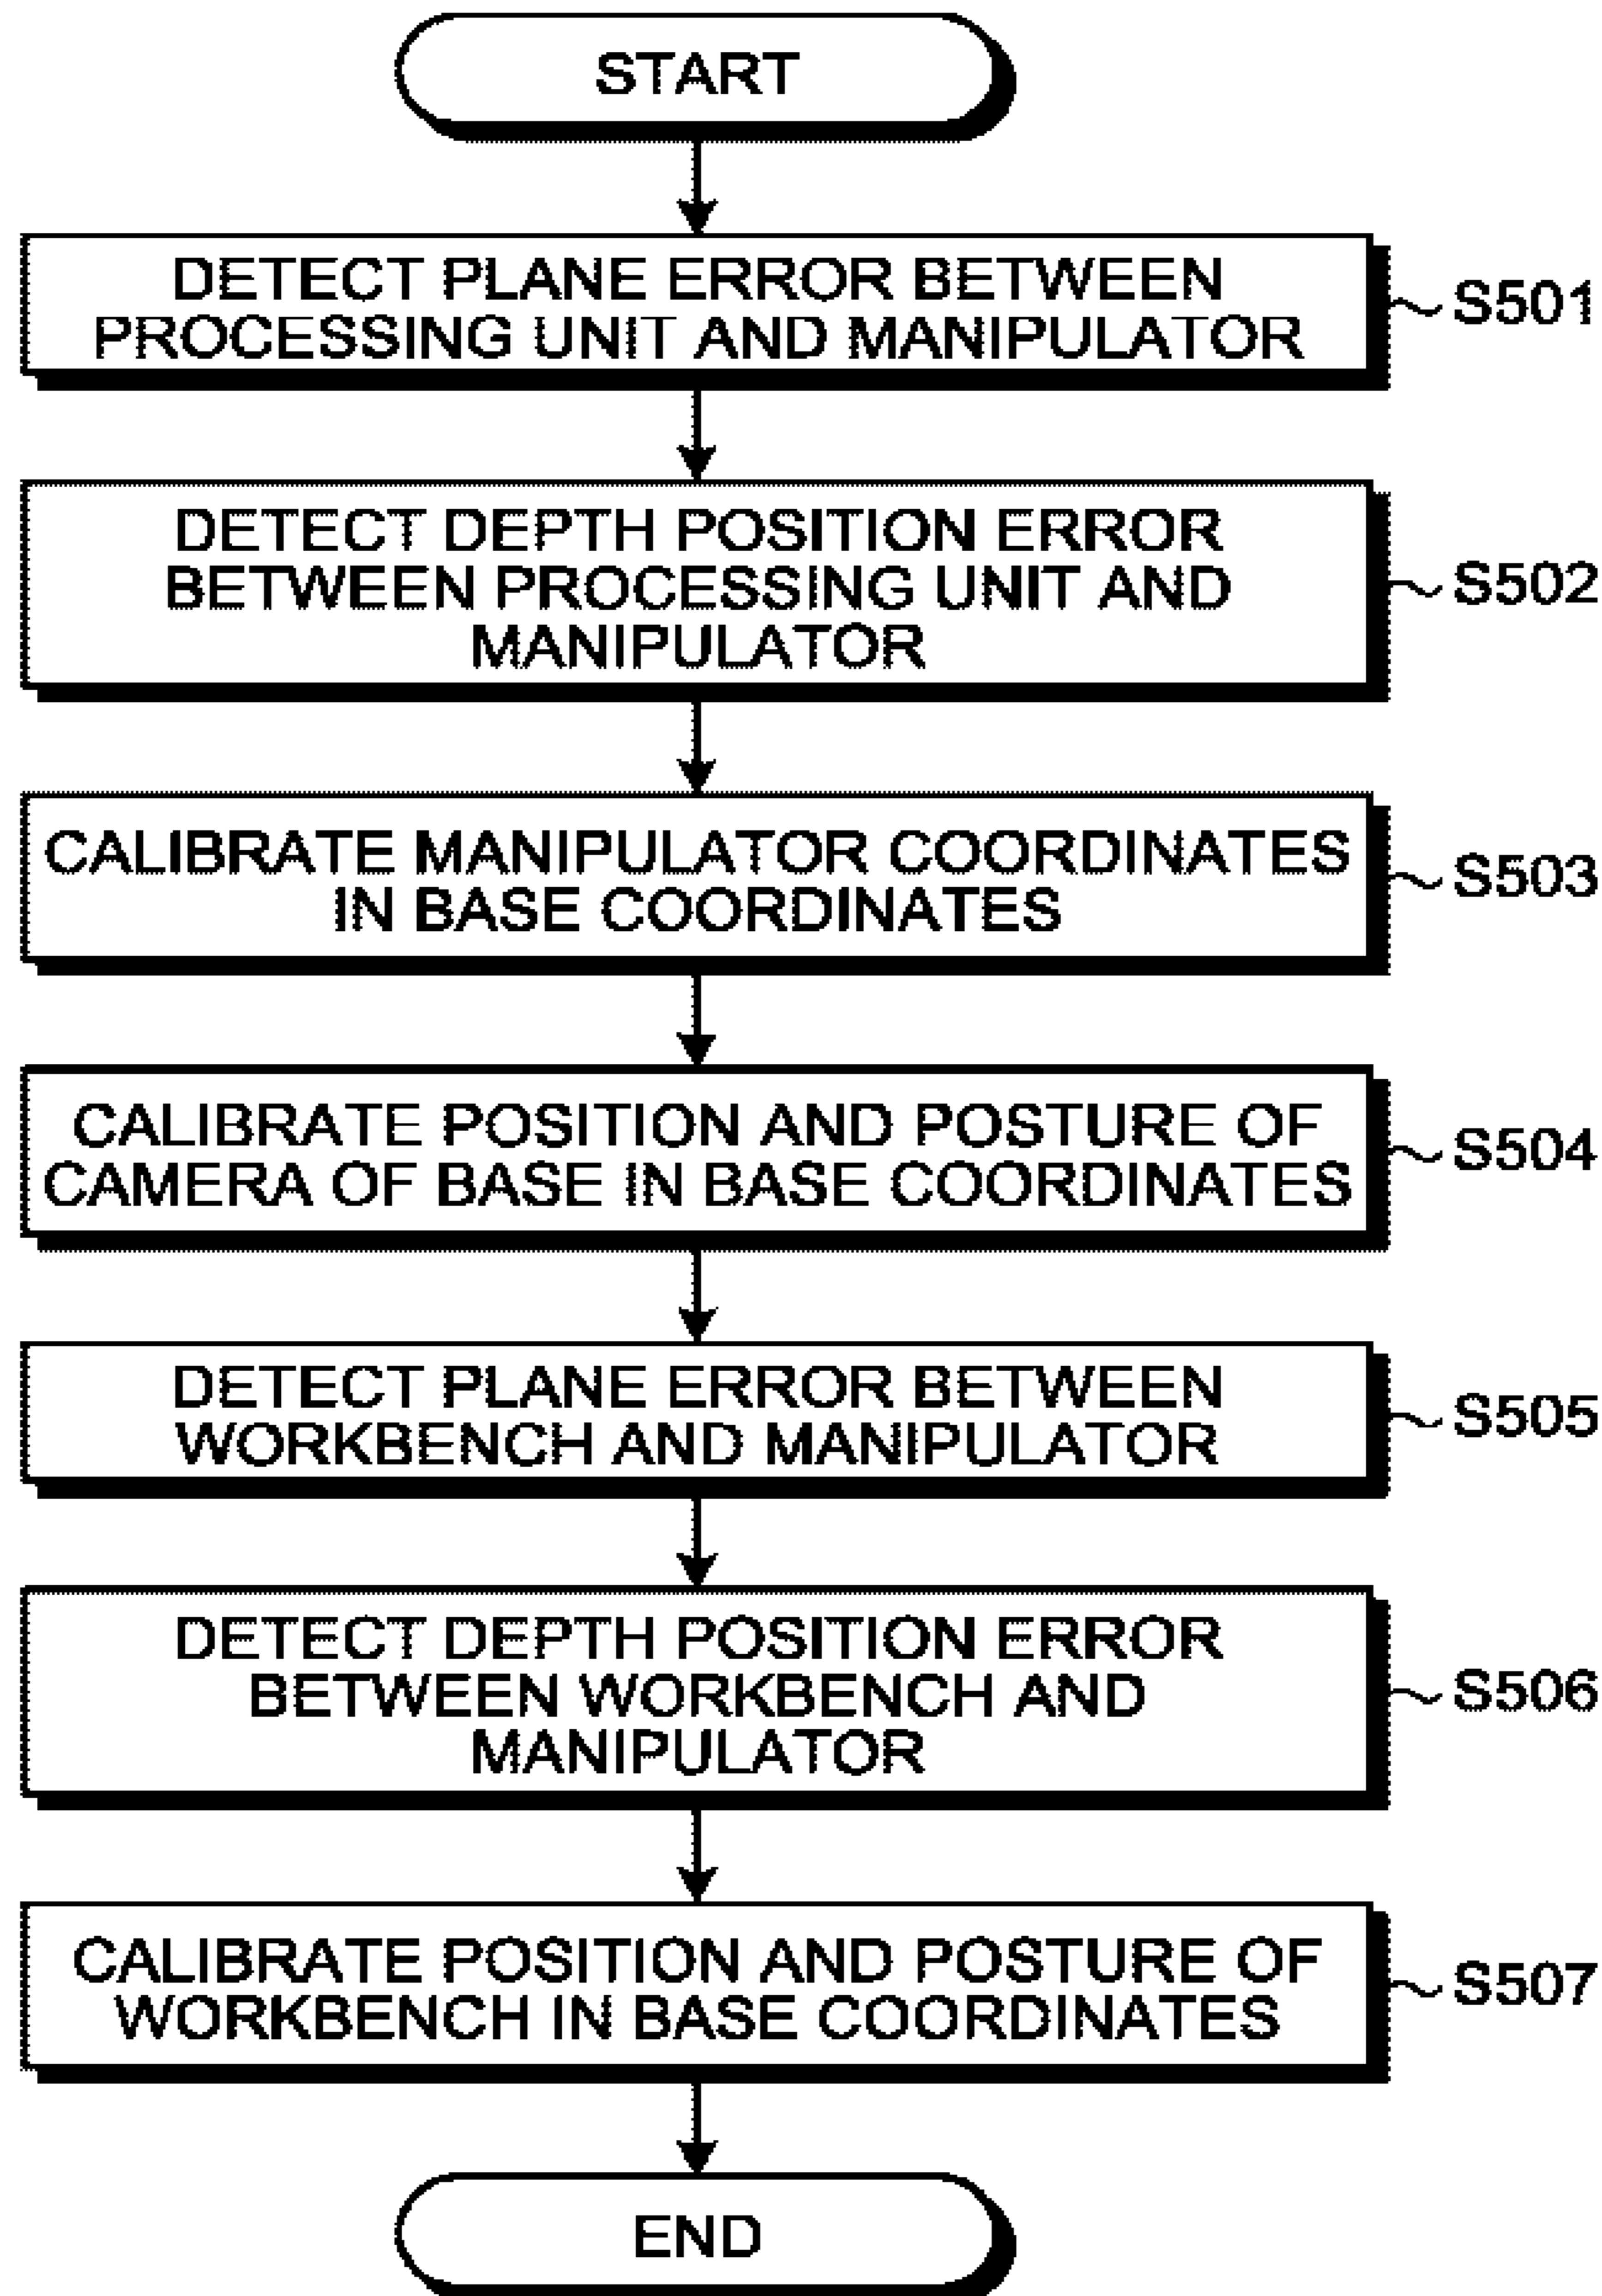 START
DETECT PLANE ERROR BETWEEN
PROCESSING UNIT AND MANIPULATOR
S501
DETECT DEPTH POSITION ERROR
BETWEEN PROCESSING UNIT AND
MANIPULATOR
S502
CALIBRATE MANIPULATOR COORDINATES
IN BASE COORDINATES
S503
CALIBRATE POSITION AND POSTURE OF
CAMERA OF BASE IN BASE COORDINATES
S504
DETECT PLANE ERROR BETWEEN
WORKBENCH AND MANIPULATOR
S505
DETECT DEPTH POSITION ERROR
BETWEEN WORKBENCH AND
MANIPULATOR
S506
CALIBRATE POSITION AND POSTURE OF
WORKBENCH IN BASE COORDINATES
S507
END